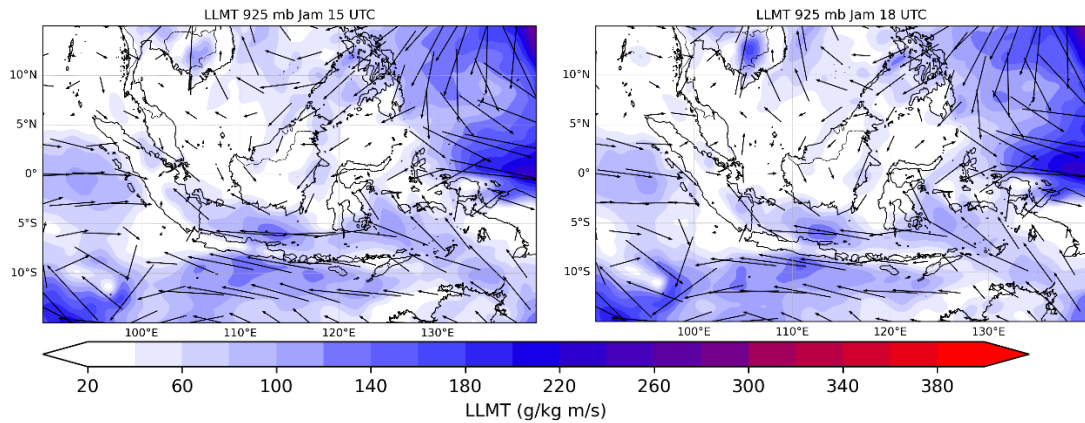 LLMT 925 mb Jam 15 UTC
LLMT 925 mb Jam 18 UTC
10°N
5°N
0°
5°S
10°S
100°E 110°E 120°E 130°E
10°N
5°N
0°
5°S
10°S
100°E 110°E 120°E 130°E
20 60 100 140 180 220 260 300 340 380
LLMT (g/kg m/s)